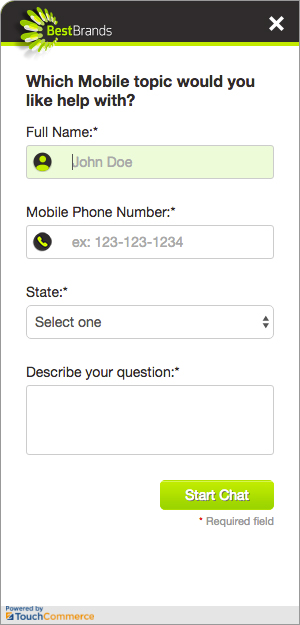 BestBrands
Which Mobile topic would you
like help with?
Full Name:*
John Doe
Mobile Phone Number:*
ex: 123-123-1234
State:*
Select one
Describe your question:*
Start Chat
* Required field
Powered by
TouchCommerce